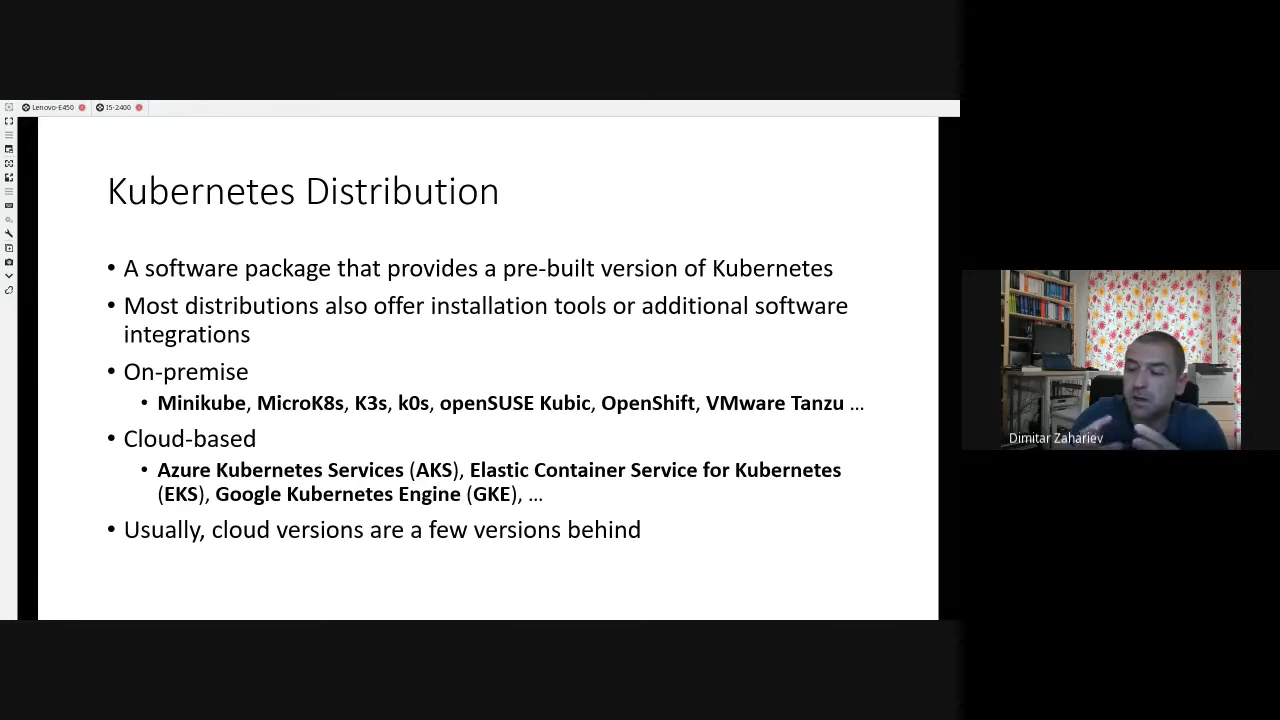 Lenovo-E450
I5-2400
Kubernetes Distribution
• A software package that provides a pre-built version of Kubernetes
• Most distributions also offer installation tools or additional software
integrations
• On-premise
• Minikube, MicroK8s, K3s, k0s, openSUSE Kubic, OpenShift, VMware Tanzu ...
• Cloud-based
• Azure Kubernetes Services (AKS), Elastic Container Service for Kubernetes
(EKS), Google Kubernetes Engine (GKE), ...
• Usually, cloud versions are a few versions behind
Dimitar Zahariev